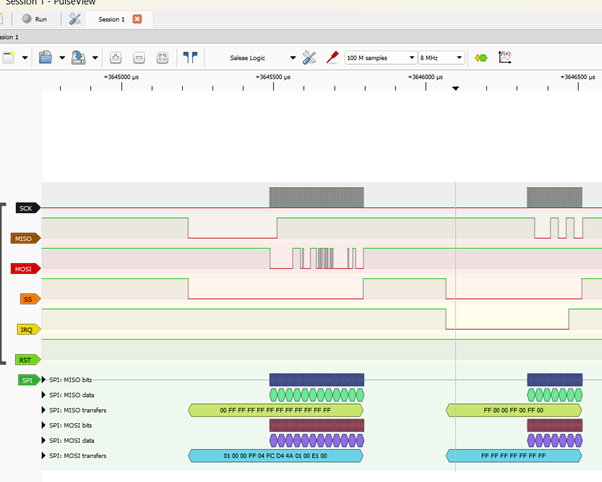 Session 1 - PulseView
Run
Session 1
ssion 1
Saleae Logic
100 M samples
8 MHz
+3645000 µs
+3645500 µs
+3646000 µs
+3646500 µs
SCK
MISO
MOSI
SS
IRQ
RST
SPI
SPI: MISO bits
SPI: MISO data
SPI: MISO transfers
00 FF FF FF FF FF FF FF FF FF FF FF
FF 00 00 FF 00 FF 00
SPI: MOSI bits
SPI: MOSI data
SPI: MOSI transfers
01 00 00 FF 04 FC D4 4A 01 00 E1 00
FF FF FF FF FF FF FF